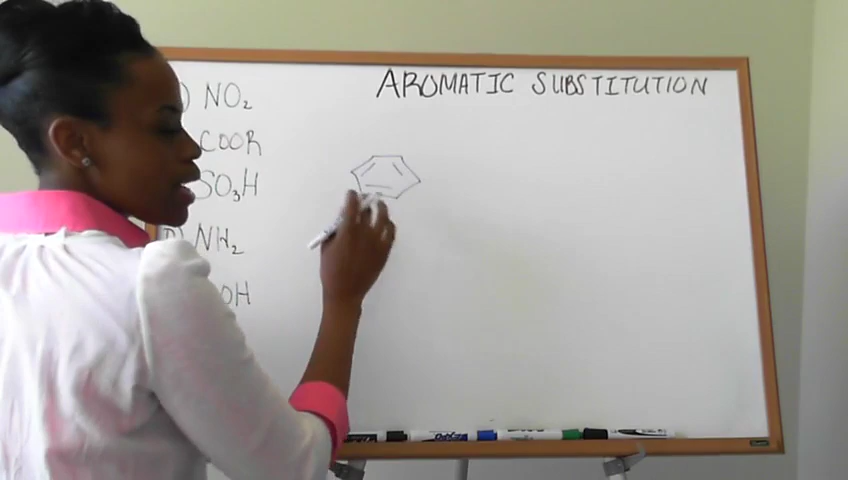 AROMATIC SUBSTITUTION
) NO2
COOR
SO3H
D) NH2
OH